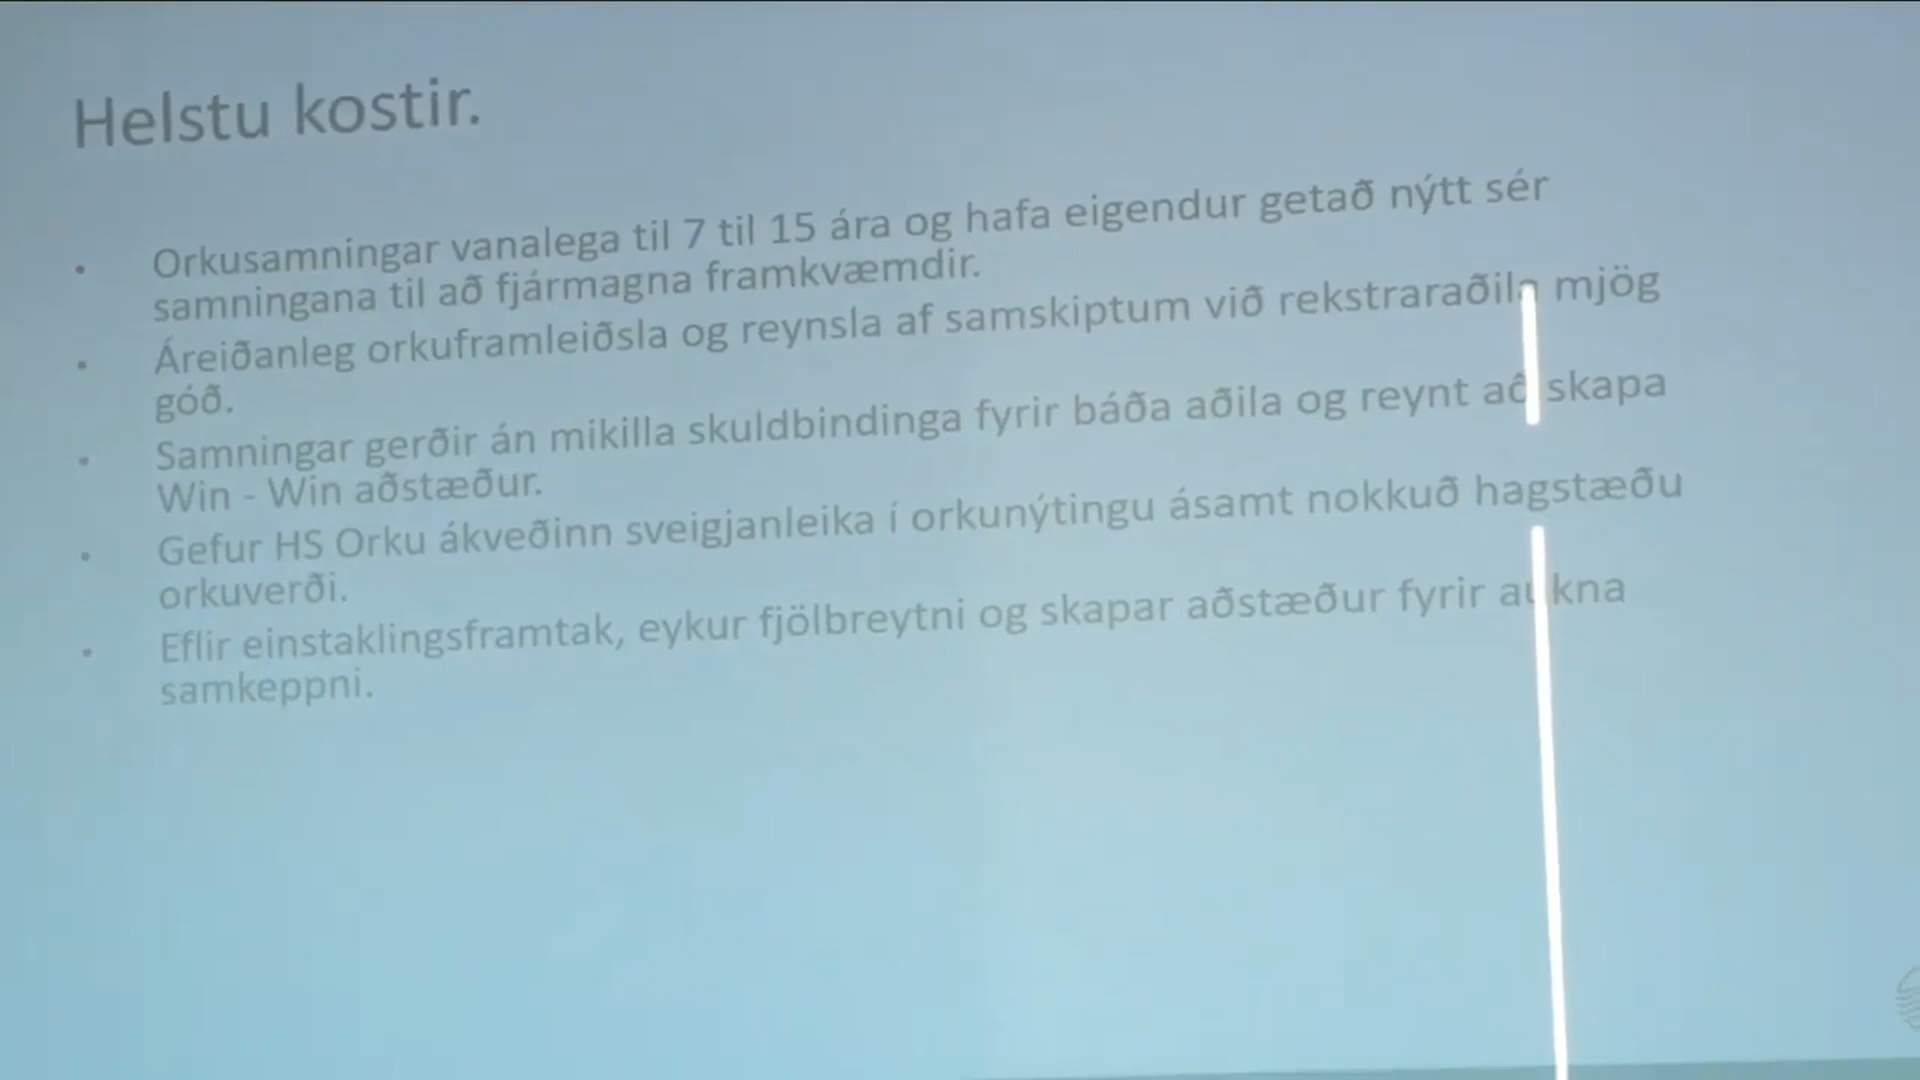 Helstu kostir.
• Orkusamningar vanalega til 7 til 15 ára og hafa eigendur getað nýtt sér
samningana til að fjármagna framkvæmdir.
• Áreiðanleg orkuframleiðsla og reynsla af samskiptum við rekstraraðila mjög
góð.
• Samningar gerðir án mikilla skuldbindinga fyrir báða aðila og reynt að skapa
Win - Win aðstæður.
• Gefur HS Orku ákveðinn sveigjanleika í orkunýtingu ásamt nokkuð hagstæðu
orkuverði.
• Eflir einstaklingsframtak, eykur fjölbreytni og skapar aðstæður fyrir aukna
samkeppni.